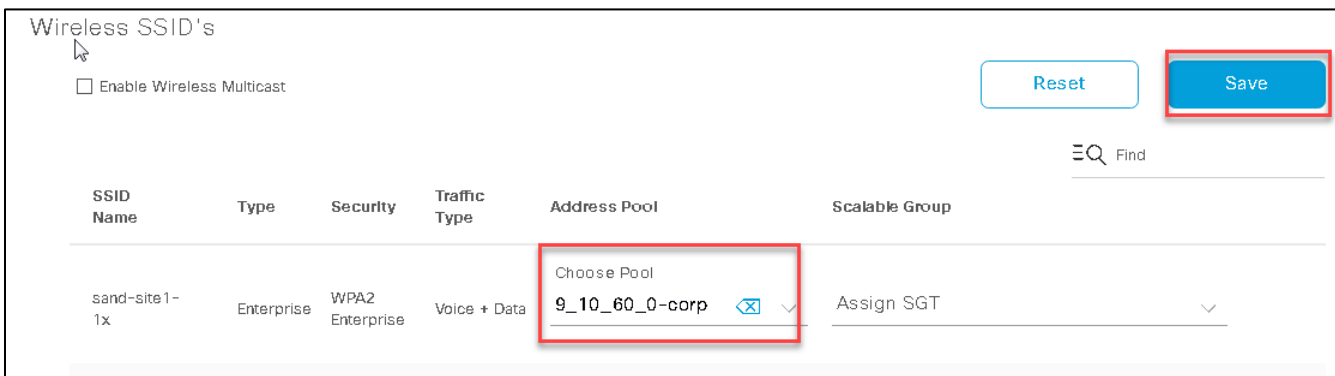 Wireless SSID's
Enable Wireless Multicast
Reset
Save
Find
SSID Name
Type
Security
Traffic Type
Address Pool
Scalable Group
sand-site1-
1x
Enterprise
WPA2
Enterprise
Voice + Data
Choose Pool
9_10_60_0-corp
Assign SGT